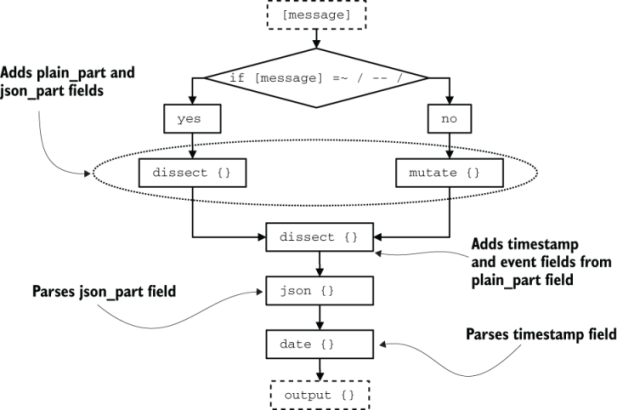 [message]
if [message] =~ / -- /
Adds plain_part and
json_part fields
yes
no
dissect {}
mutate {}
dissect {}
Adds timestamp
and event fields from
plain_part field
Parses json_part field
json {}
Parses timestamp field
date {}
output {}